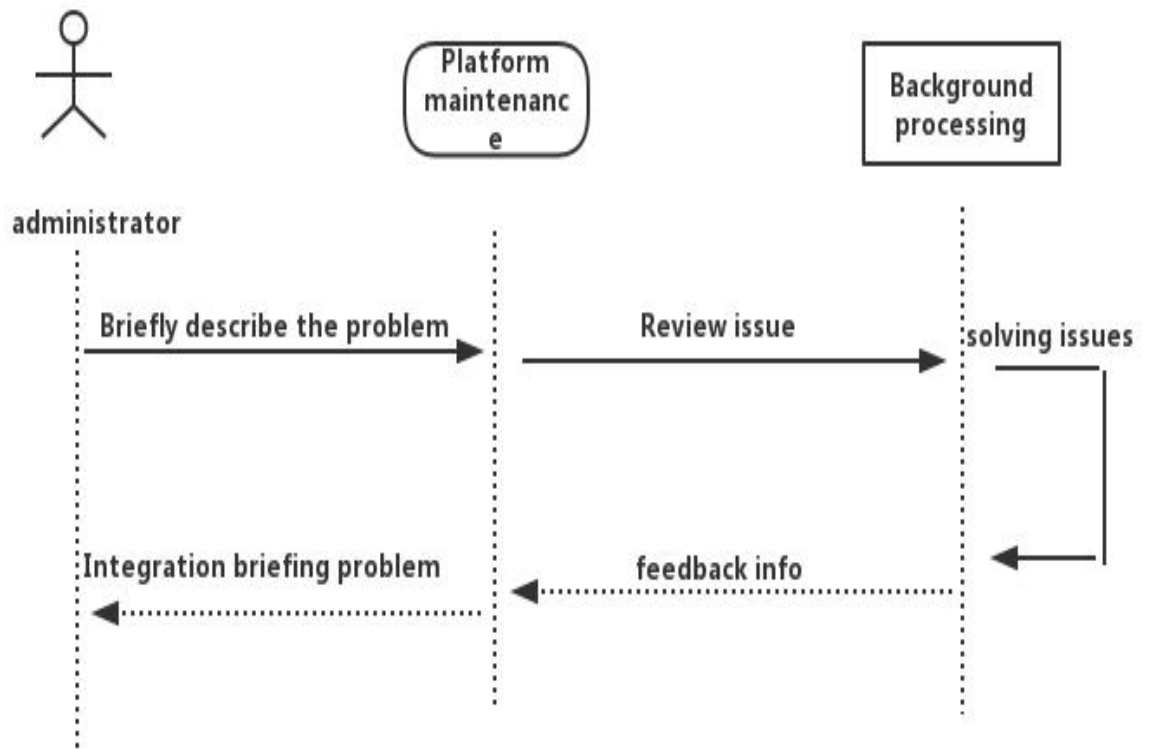 Platform
maintenanc
e
Background
processing
administrator
Briefly describe the problem
Review issue
solving issues
Integration briefing problem
feedback info